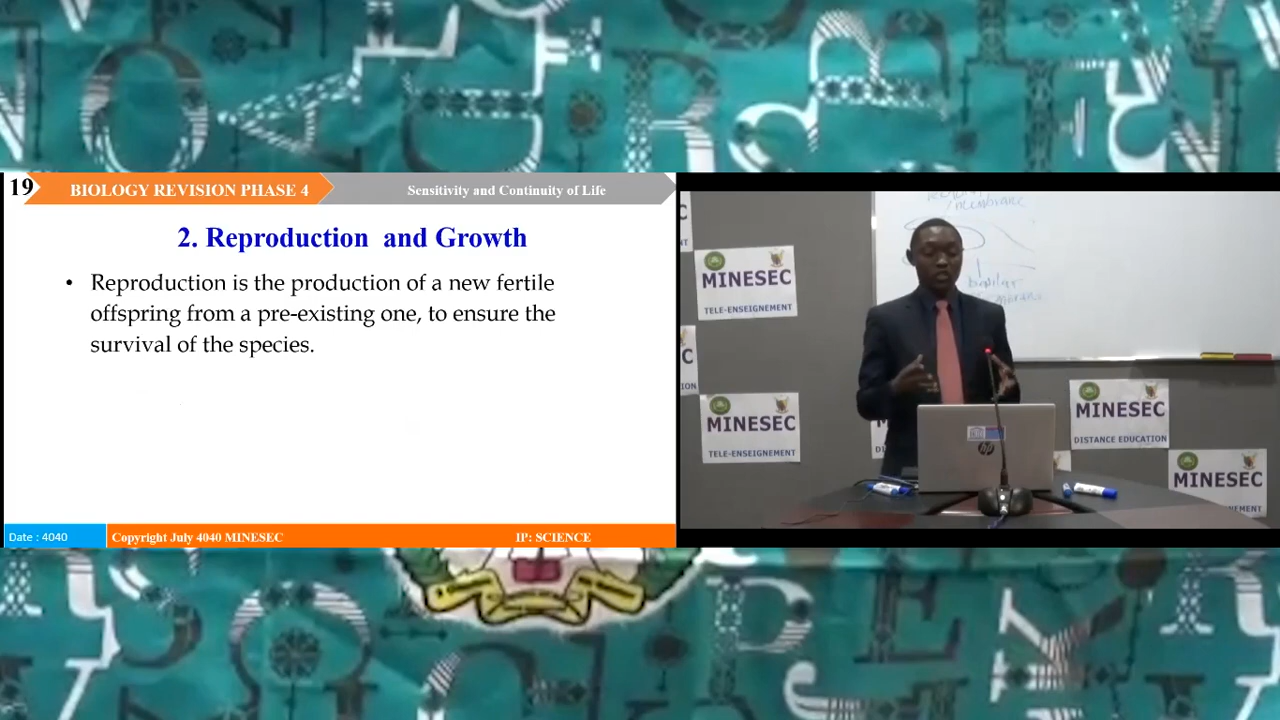 19
BIOLOGY REVISION PHASE 4
Sensitivity and Continuity of Life
2. Reproduction and Growth
• Reproduction is the production of a new fertile
offspring from a pre-existing one, to ensure the
survival of the species.
Date : 4040
Copyright July 4040 MINESEC
IP: SCIENCE
MINESEC
TELE-ENSEIGNEMENT
MINESEC
TELE-ENSEIGNEMENT
hp
MINESEC
DISTANCE EDUCATION
MINESEC